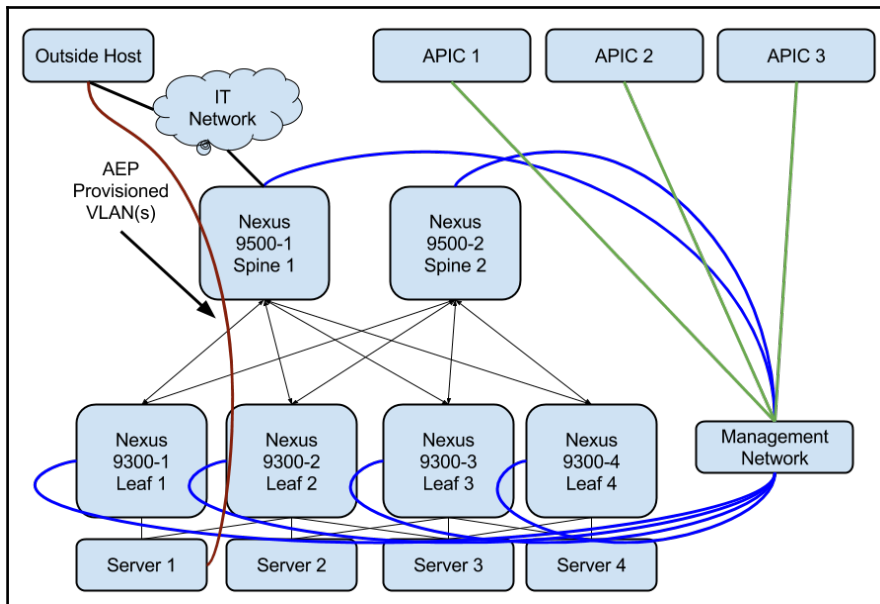 Outside Host
APIC 1
APIC 2
APIC 3
IT
Network
AEP
Provisioned
VLAN(s)
Nexus
9500-1
Spine 1
Nexus
9500-2
Spine 2
Nexus
9300-1
Leaf 1
Nexus
9300-2
Leaf 2
Nexus
9300-3
Leaf 3
Nexus
9300-4
Leaf 4
Management
Network
Server 1
Server 2
Server 3
Server 4